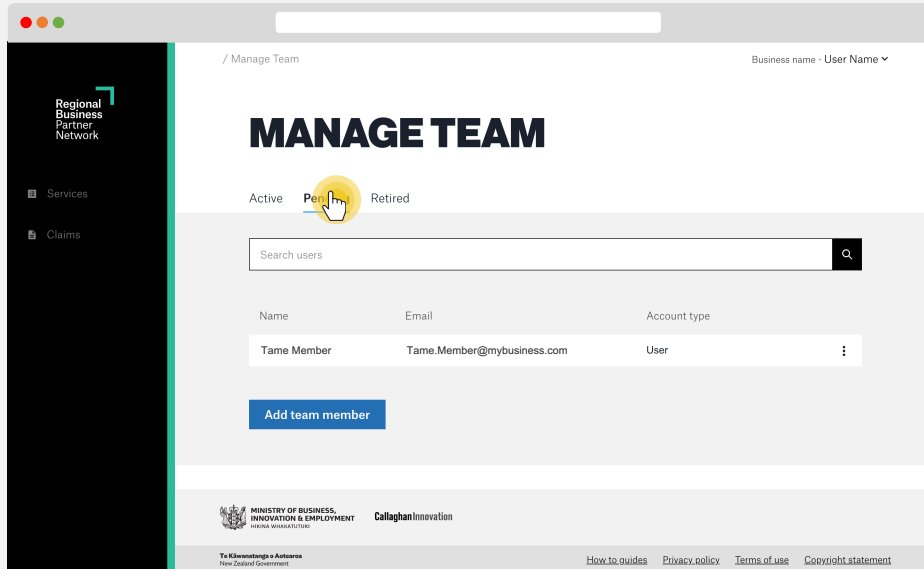 / Manage Team
Business name - User Name
Regional
Business
Partner
Network
MANAGE TEAM
Services
Claims
Active Retired
Search users
Name Email Account type
Tame Member Tame.Member@mybusiness.com User
Add team member
MINISTRY OF BUSINESS,
INNOVATION & EMPLOYMENT
HIKINA WHAKATUTUKI
Callaghan Innovation
Te Kāwanatanga o Aotearoa
New Zealand Government
How to guides Privacy policy Terms of use Copyright statement